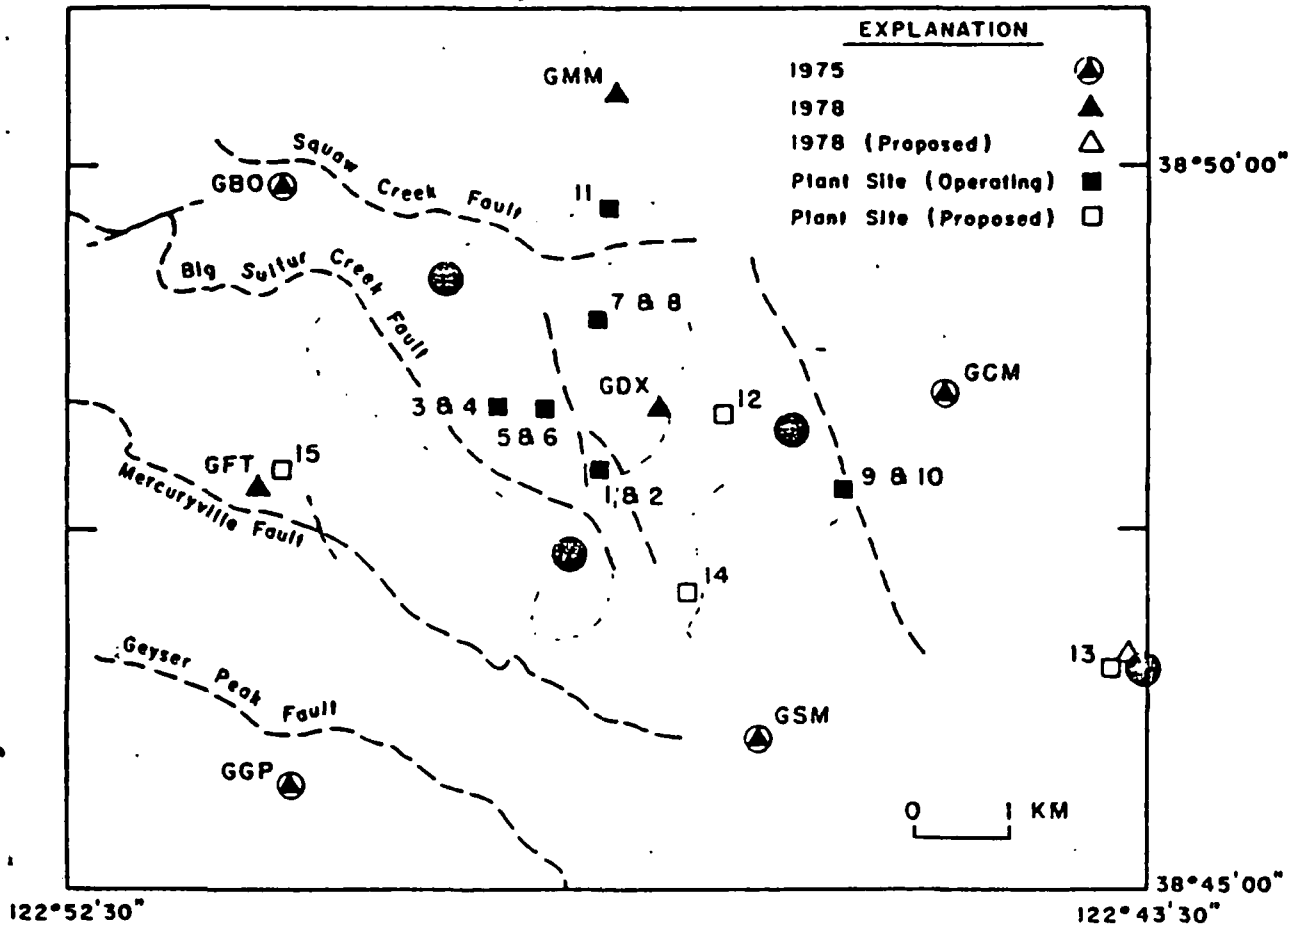 EXPLANATION
1975
1978
1978 (Proposed)
Plant Site (Operating)
Plant Site (Proposed)
GMM
38°50'00"
Squaw Creek Fault
GBO
11
Big Sulfur Creek Fault
7 & 8
GDX
GCM
3 & 4
12
5 & 6
15
GFT
9 & 10
1 & 2
Mercuryville Fault
14
13
Geyser Peak Fault
GSM
GGP
0 1 KM
38°45'00"
122°52'30"
122°43'30"